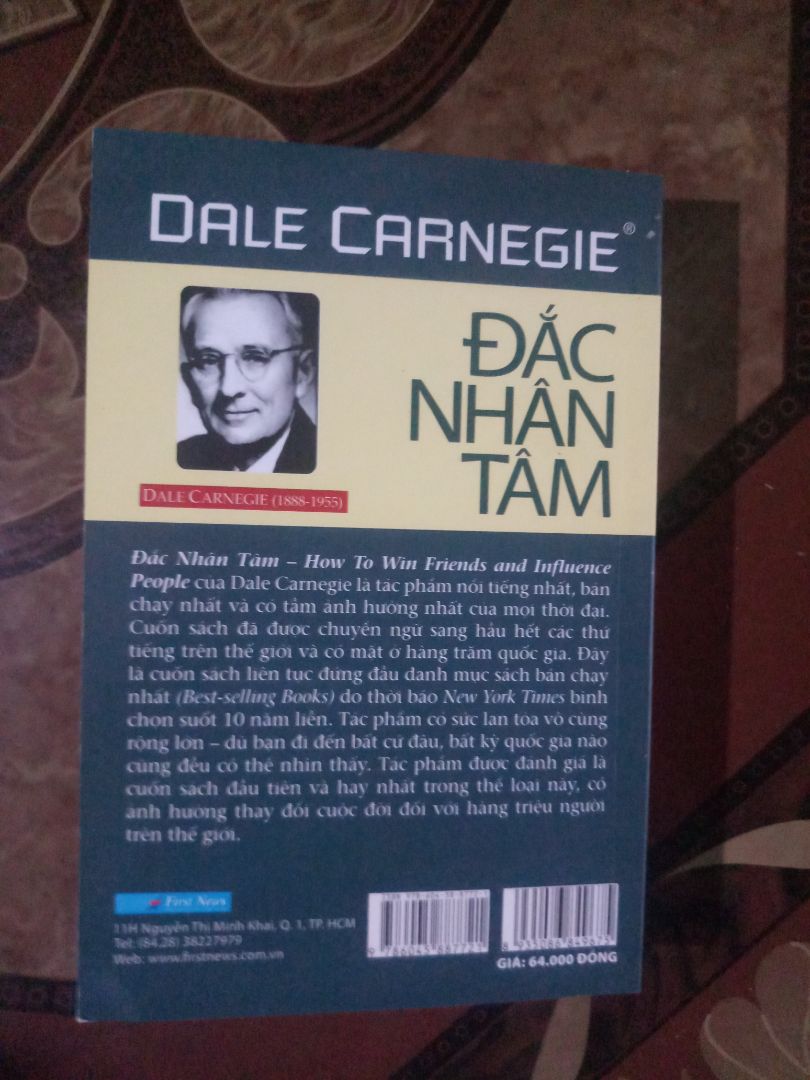 DALE CARNEGIE®
ĐẮC
NHÂN
TÂM
DALE CARNEGIE (1888-1955)
Đắc Nhân Tâm – How To Win Friends and Influence
People của Dale Carnegie là tác phẩm nổi tiếng nhất, bán
chạy nhất và có tầm ảnh hưởng nhất của mọi thời đại.
Cuốn sách đã được chuyển ngữ sang hầu hết các thứ
tiếng trên thế giới và có mặt ở hàng trăm quốc gia. Đây
là cuốn sách liên tục đứng đầu danh mục sách bán chạy
nhất (Best-selling Books) do thời báo New York Times bình
chọn suốt 10 năm liền. Tác phẩm có sức lan tỏa vô cùng
rộng lớn – dù bạn đi đến bất cứ đâu, bất kỳ quốc gia nào
cũng đều có thể nhìn thấy. Tác phẩm được đánh giá là
cuốn sách đầu tiên và hay nhất trong thể loại này, có
ảnh hưởng thay đổi cuộc đời đối với hàng triệu người
trên thế giới.
First News
11H Nguyễn Thị Minh Khai, Q. 1, TP. HCM
Tel: (84.28) 38227979
Web: www.firstnews.com.vn
GIÁ: 64.000 ĐỒNG